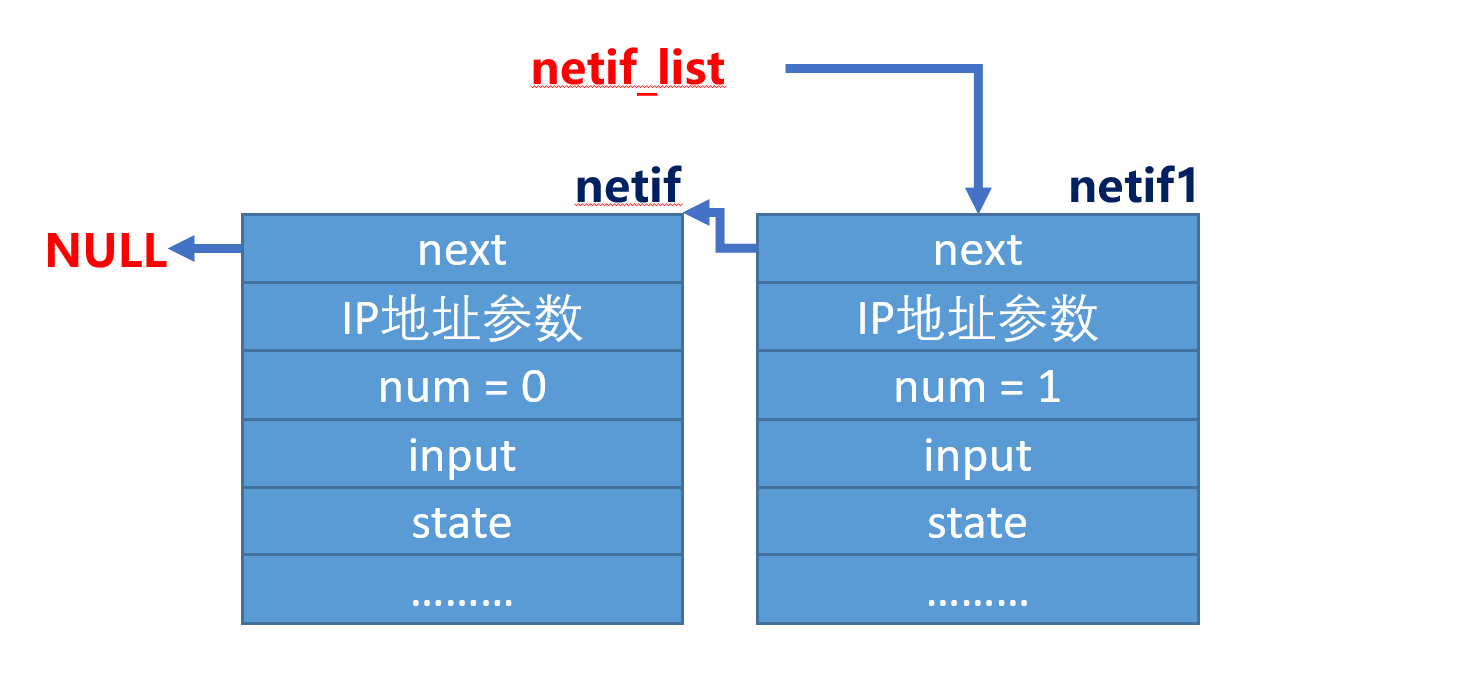 netif_list
netif
netif1
NULL
next
IP地址参数
num = 0
input
state
………
next
IP地址参数
num = 1
input
state
………